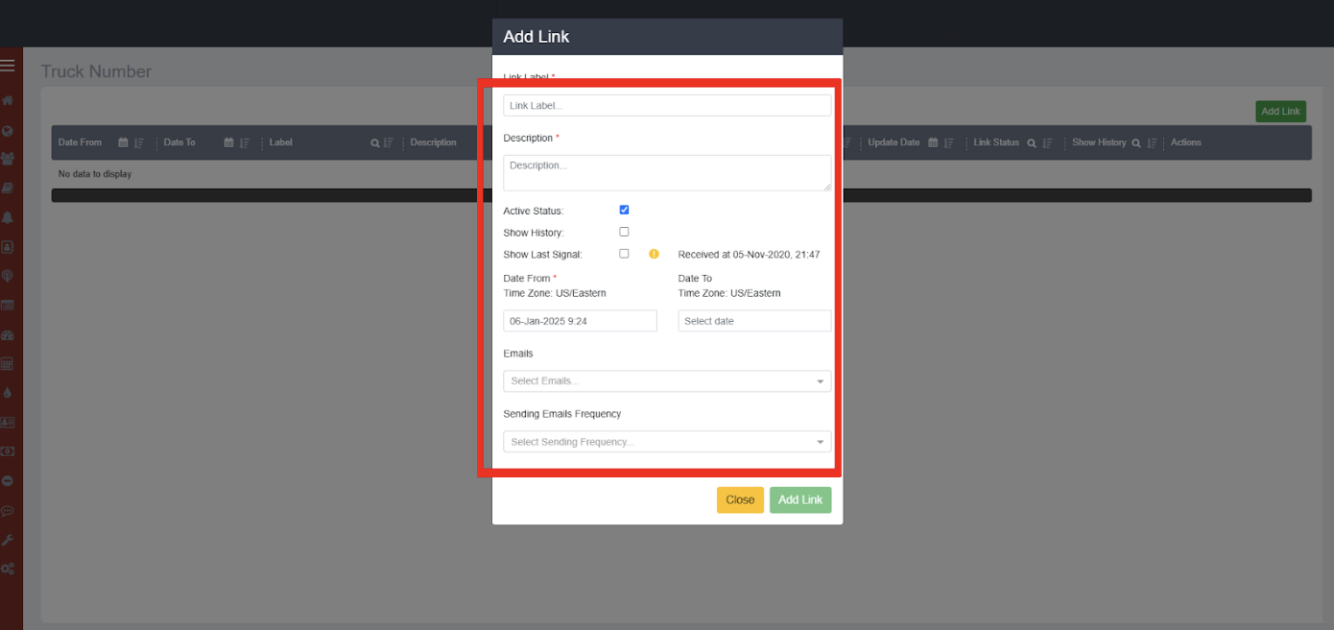 Add Link
Truck Number
Add Link
Date From Date To Label Description Update Date Link Status Show History Actions
No data to display
Link Label *
Link Label...
Description *
Description...
Active Status:
Show History:
Show Last Signal: Received at 05-Nov-2020, 21:47
Date From * Date To
Time Zone: US/Eastern Time Zone: US/Eastern
06-Jan-2025 9:24 Select date
Emails
Select Emails...
Sending Emails Frequency
Select Sending Frequency...
Close Add Link